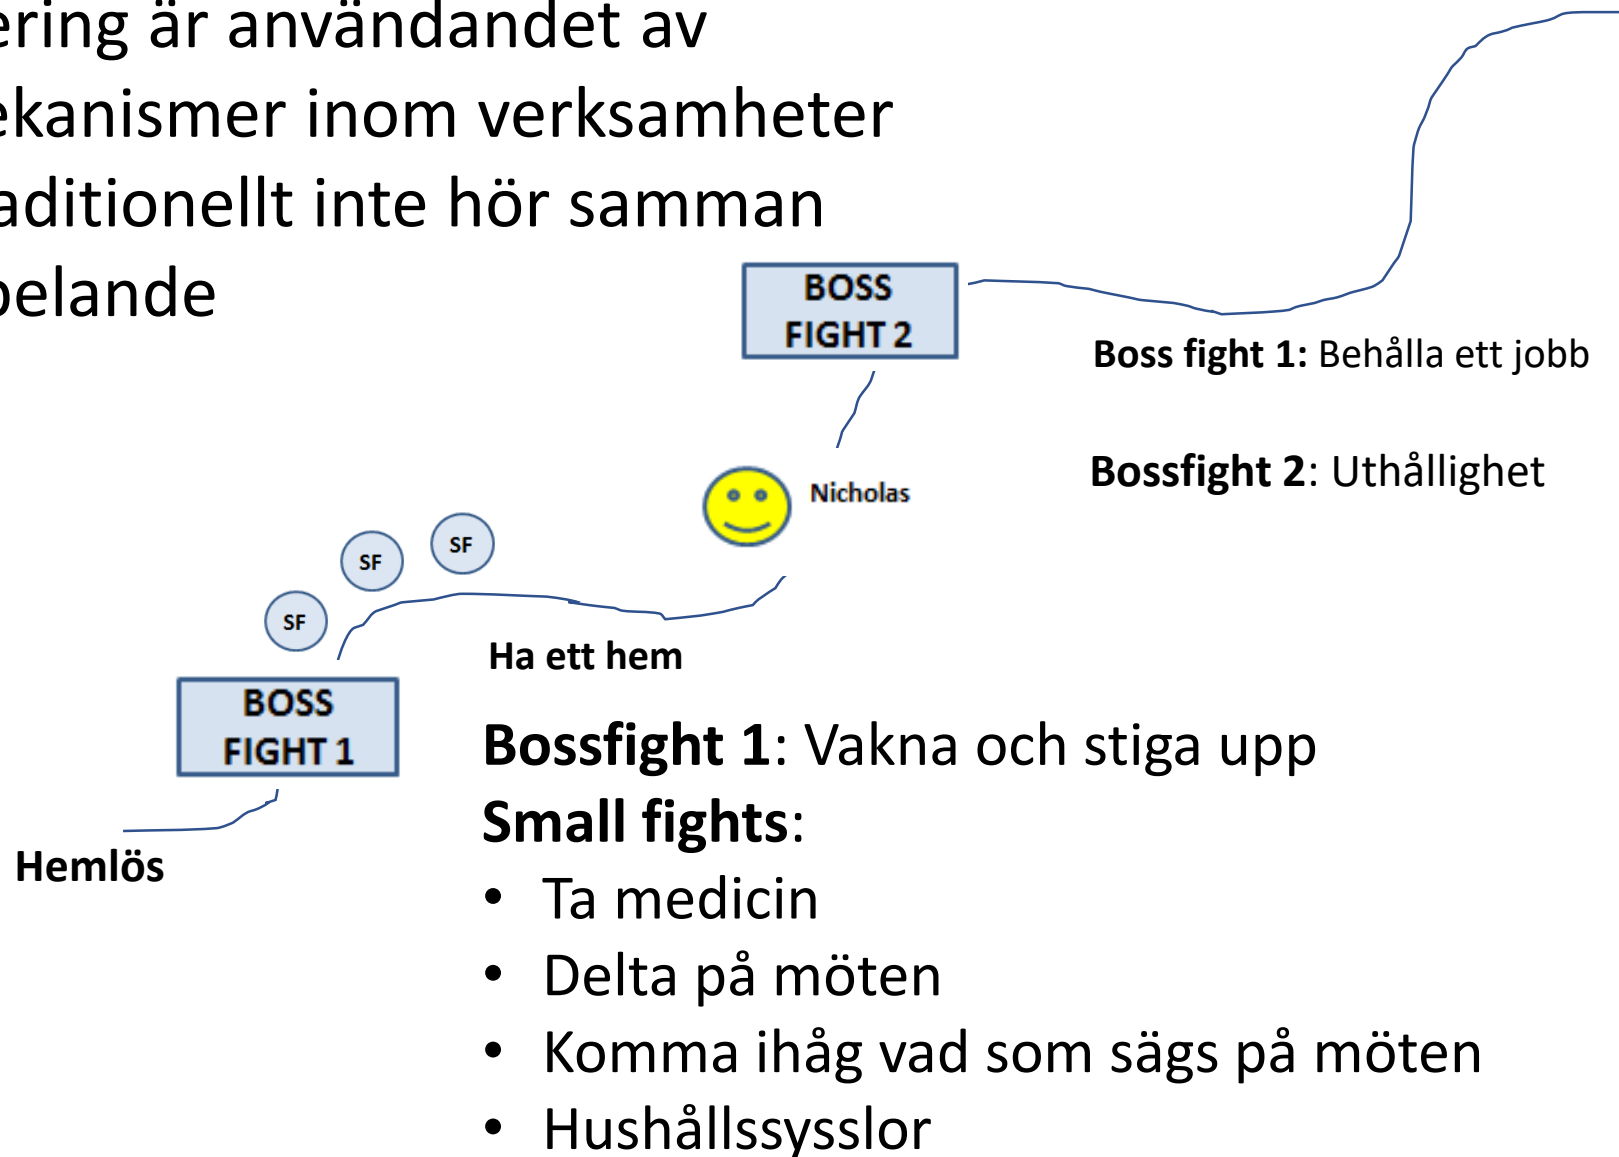 ering är användandet av
ekanismer inom verksamheter
aditionellt inte hör samman
pelande
BOSS
FIGHT 2
Boss fight 1: Behålla ett jobb
Bossfight 2: Uthållighet
Nicholas
SF
SF
SF
Ha ett hem
BOSS
FIGHT 1
Hemlös
Bossfight 1: Vakna och stiga upp
Small fights:
• Ta medicin
• Delta på möten
• Komma ihåg vad som sägs på möten
• Hushållssysslor